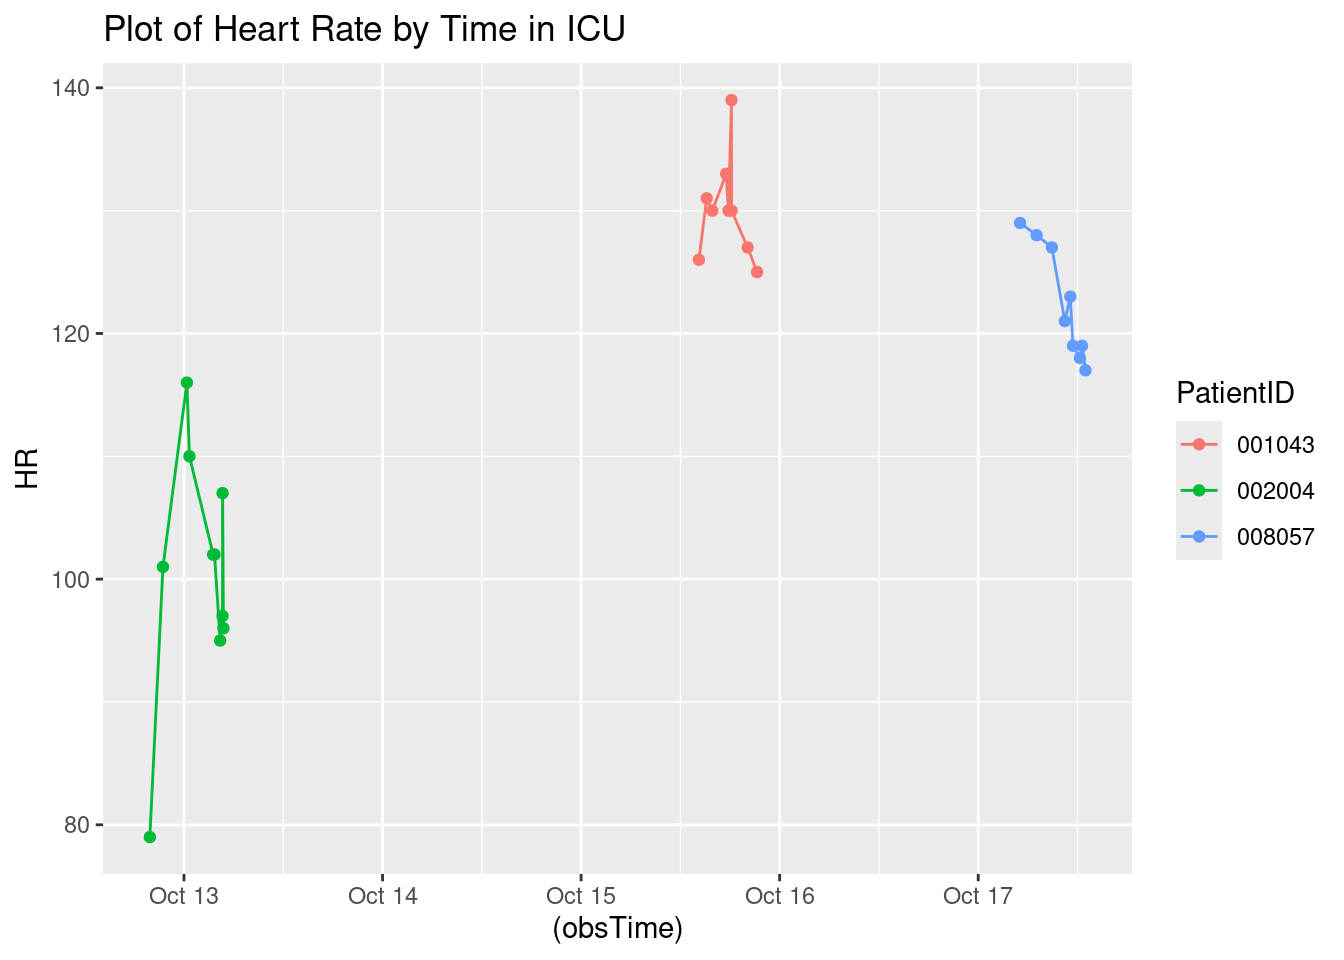 Plot of Heart Rate by Time in ICU
140
120
100
80
HR
Oct 13
Oct 14
Oct 15
Oct 16
Oct 17
(obsTime)
PatientID
001043
002004
008057